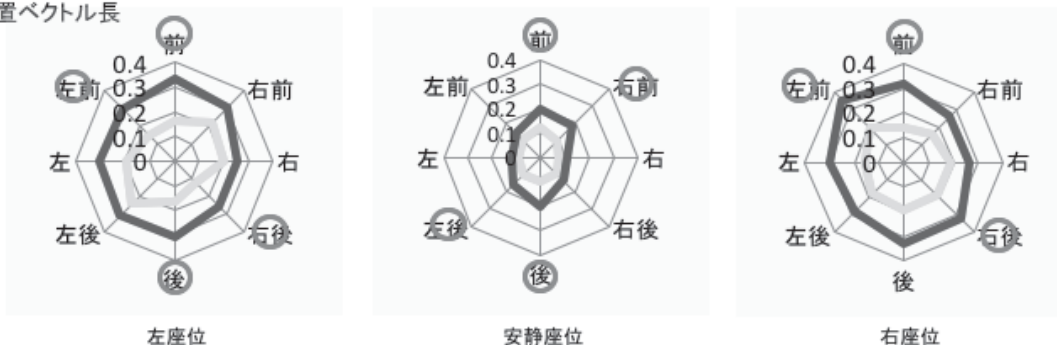 置ベクトル長
前
0.4
0.3
0.2
0.1
0
左前
右前
左
右
左後
右後
後
左座位
前
0.4
0.3
0.2
0.1
0
左前
右前
左
右
左後
右後
後
安静座位
前
0.4
0.3
0.2
0.1
0
左前
右前
左
右
左後
右後
後
右座位